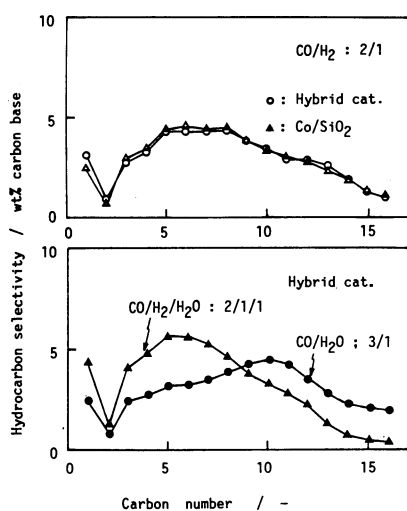 Hydrocarbon selectivity / wt% carbon base
10
CO/H2 : 2/1
○ : Hybrid cat.
▲ : Co/SiO2
5
0
0 5 10 15
10
Hybrid cat.
CO/H2/H2O : 2/1/1
CO/H2O ; 3/1
5
0
0 5 10 15
Carbon number / -